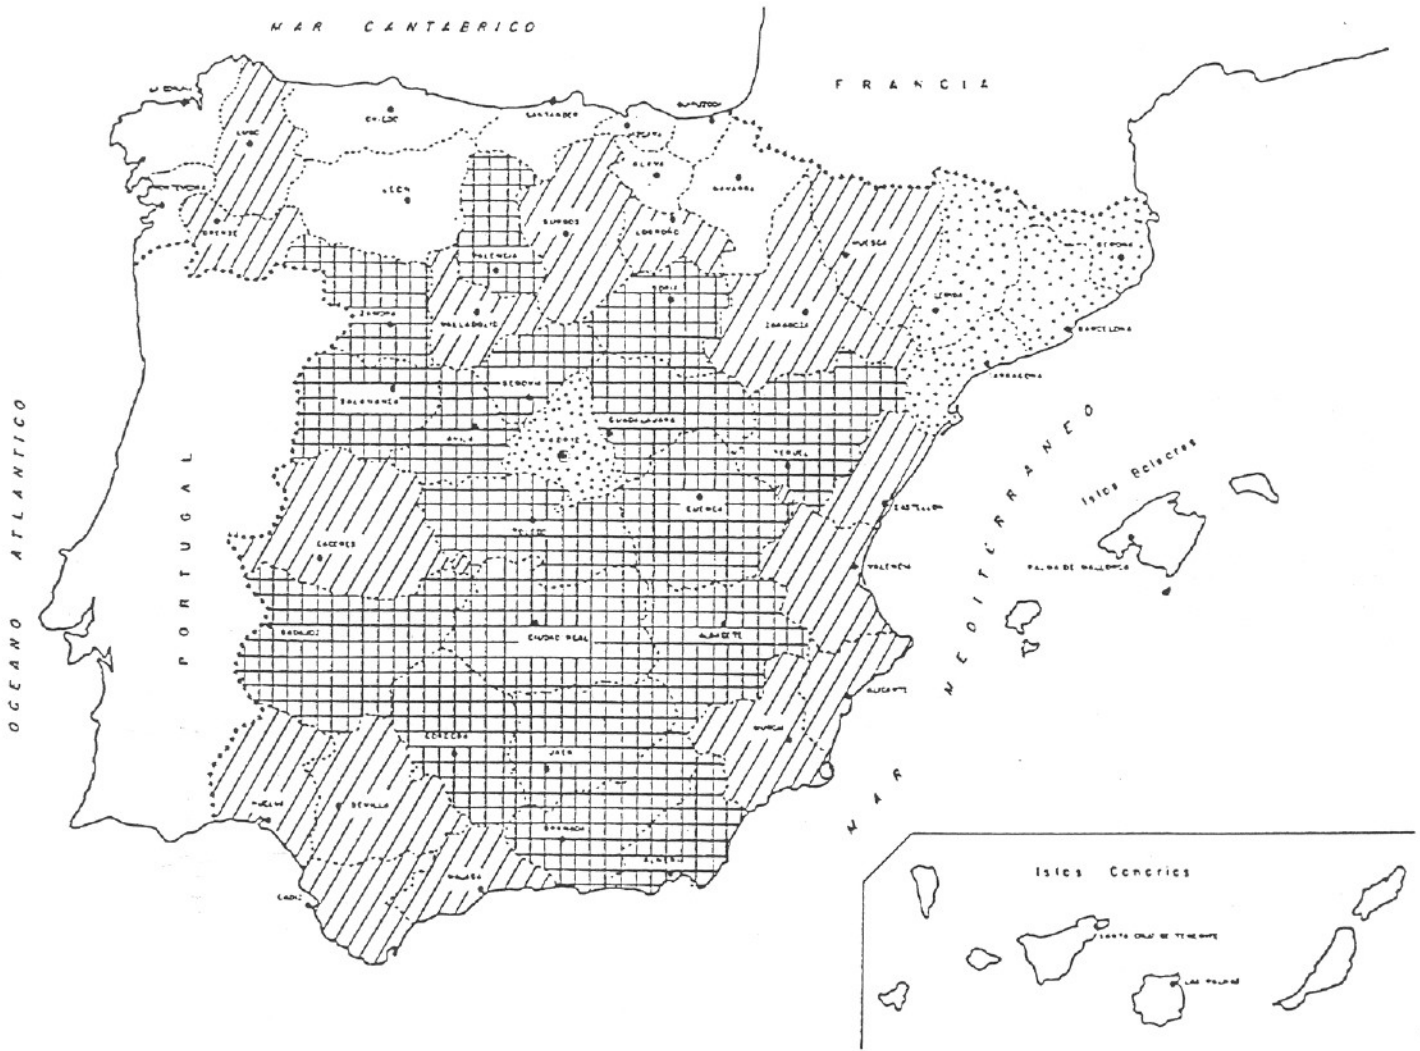 MAR CANTABRICO
FRANCIA
LUGO
OVIEDO
SANTANDER
ALAVA
NAVARRA
LEON
ORENSE
BURGOS
LOGROÑO
HUESCA
GERONA
PALENCIA
SORIA
LERIDA
ZAMORA
VALLADOLID
ZARAGOZA
BARCELONA
SEGOVIA
SALAMANCA
GUADALAJARA
AVILA
MADRID
TERUEL
CUENCA
CASTELLON
TOLEDO
CACERES
VALENCIA
PALMA DE MALLORCA
BADAJOZ
CIUDAD REAL
ALBACETE
ALICANTE
MURCIA
CORDOBA
JAEN
HUELVA
SEVILLA
GRANADA
ALMERIA
MALAGA
CADIZ
OCEANO ATLANTICO
PORTUGAL
MAR MEDITERRANEO
Islas Baleares
Islas Canarias
SANTA CRUZ DE TENERIFE
LAS PALMAS